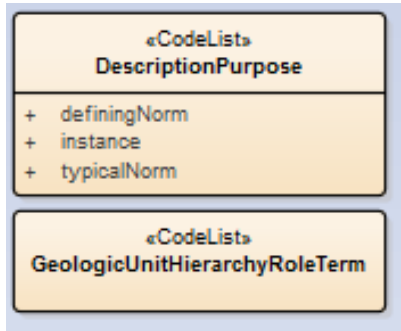 «CodeList»
DescriptionPurpose
+ definingNorm
+ instance
+ typicalNorm
«CodeList»
GeologicUnitHierarchyRoleTerm